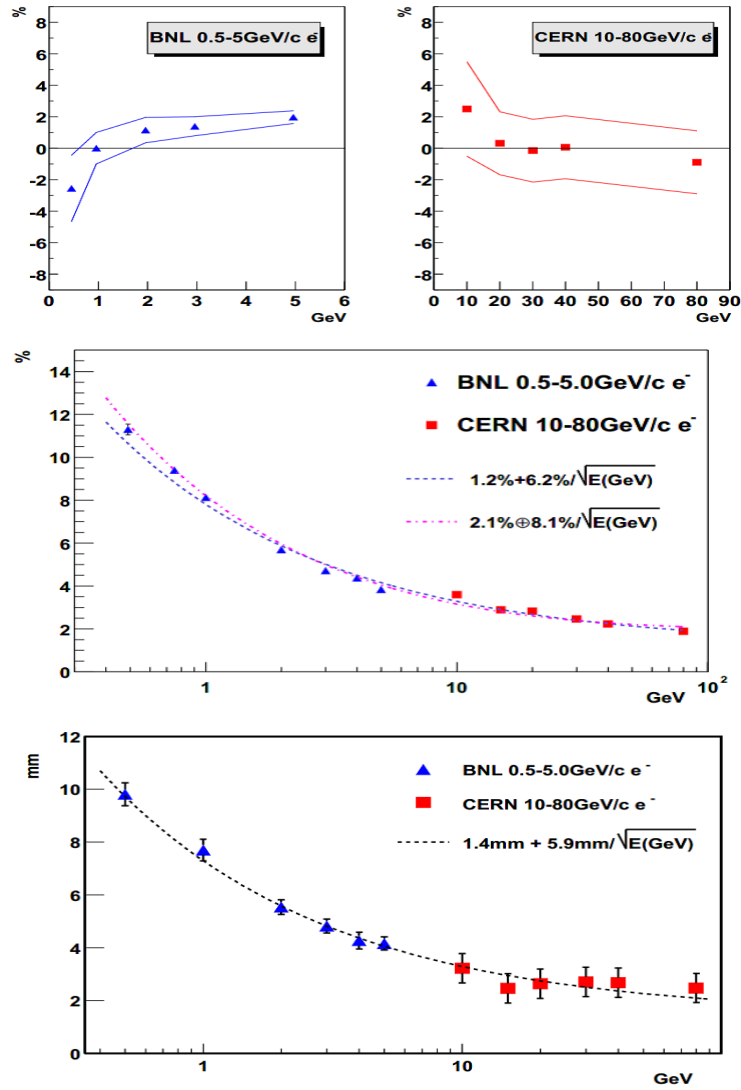 %
BNL 0.5-5GeV/c e
8
6
4
2
0
-2
-4
-6
-8
0 1 2 3 4 5 6
GeV
%
CERN 10-80GeV/c e
8
6
4
2
0
-2
-4
-6
-8
0 10 20 30 40 50 60 70 80 90
GeV
%
14
12
10
8
6
4
2
0
BNL 0.5-5.0GeV/c e⁻
CERN 10-80GeV/c e⁻
1.2%+6.2%/√E(GeV)
2.1%⊕8.1%/√E(GeV)
1 10 10²
GeV
mm
12
10
8
6
4
2
0
BNL 0.5-5.0GeV/c e⁻
CERN 10-80GeV/c e⁻
1.4mm + 5.9mm/√E(GeV)
1 10
GeV